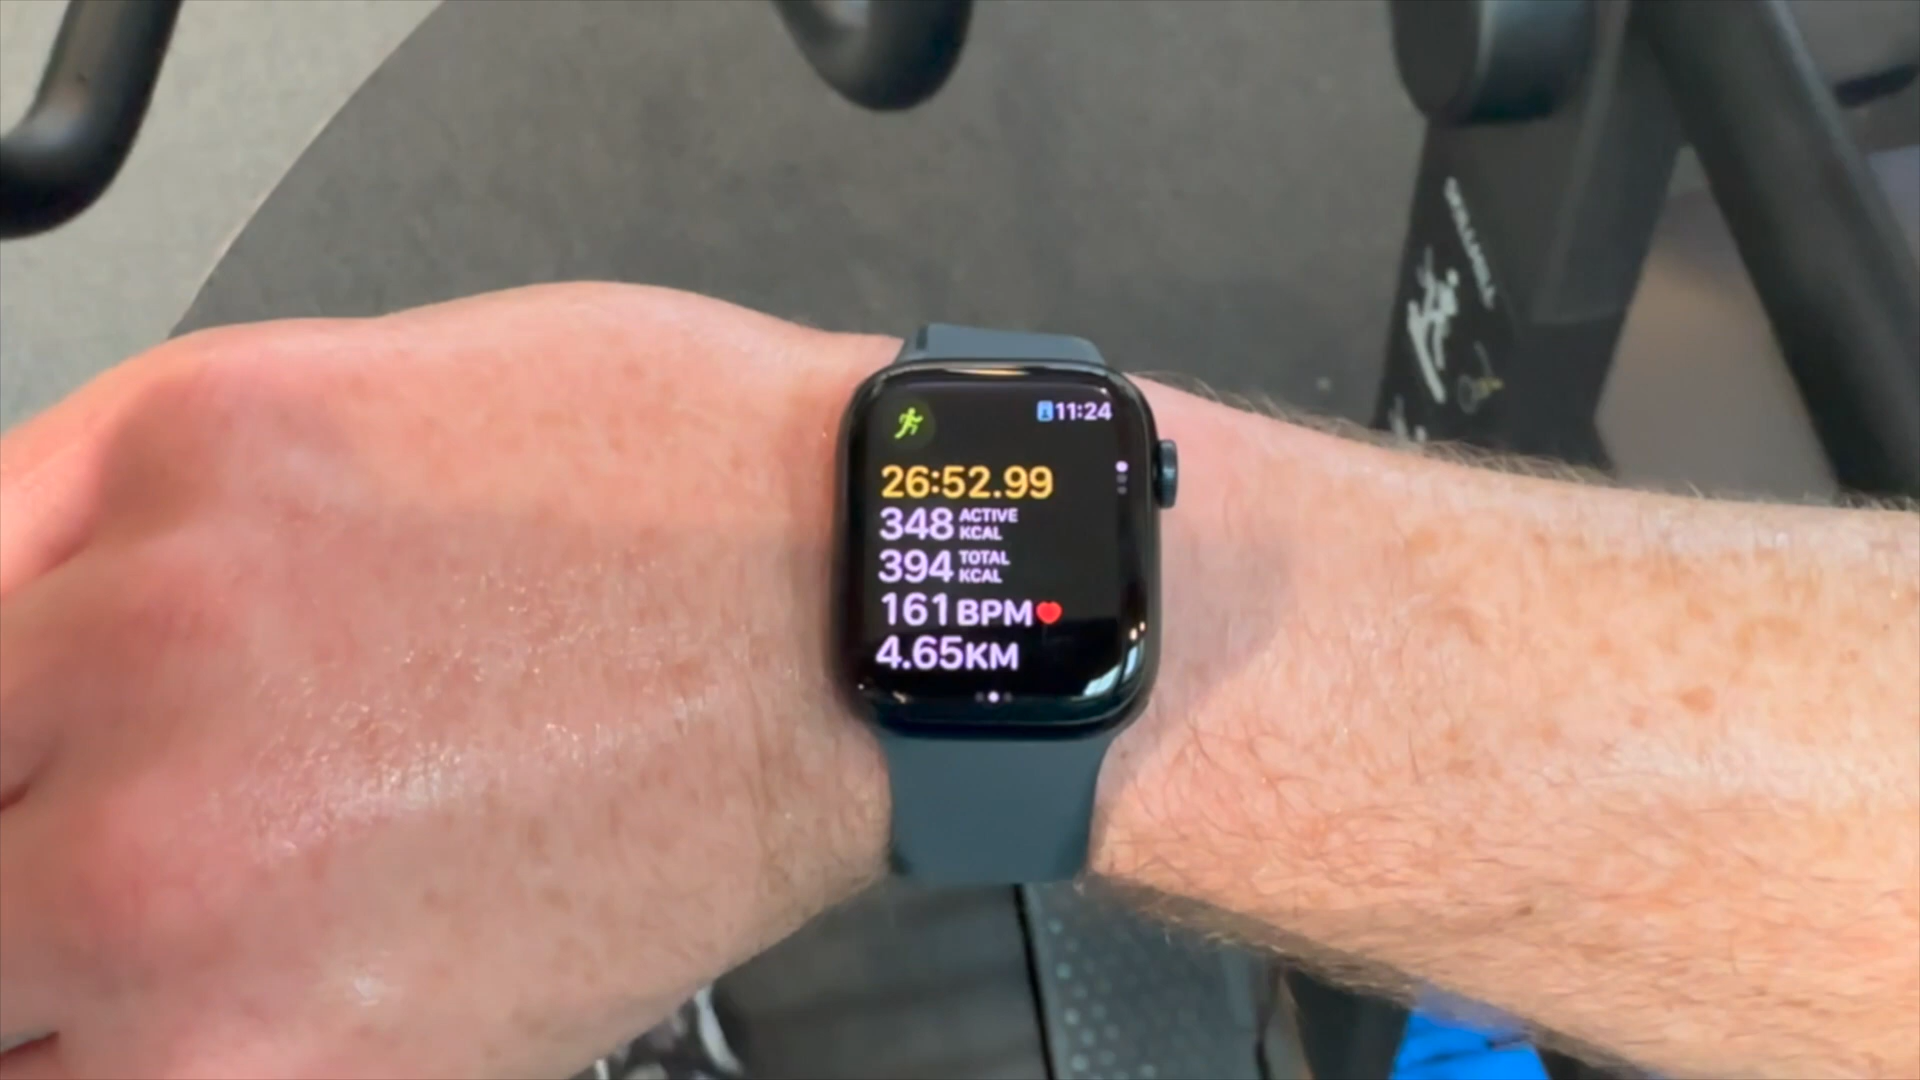 11:24
26:52.99
348 ACTIVE KCAL
394 TOTAL KCAL
161 BPM
4.65KM